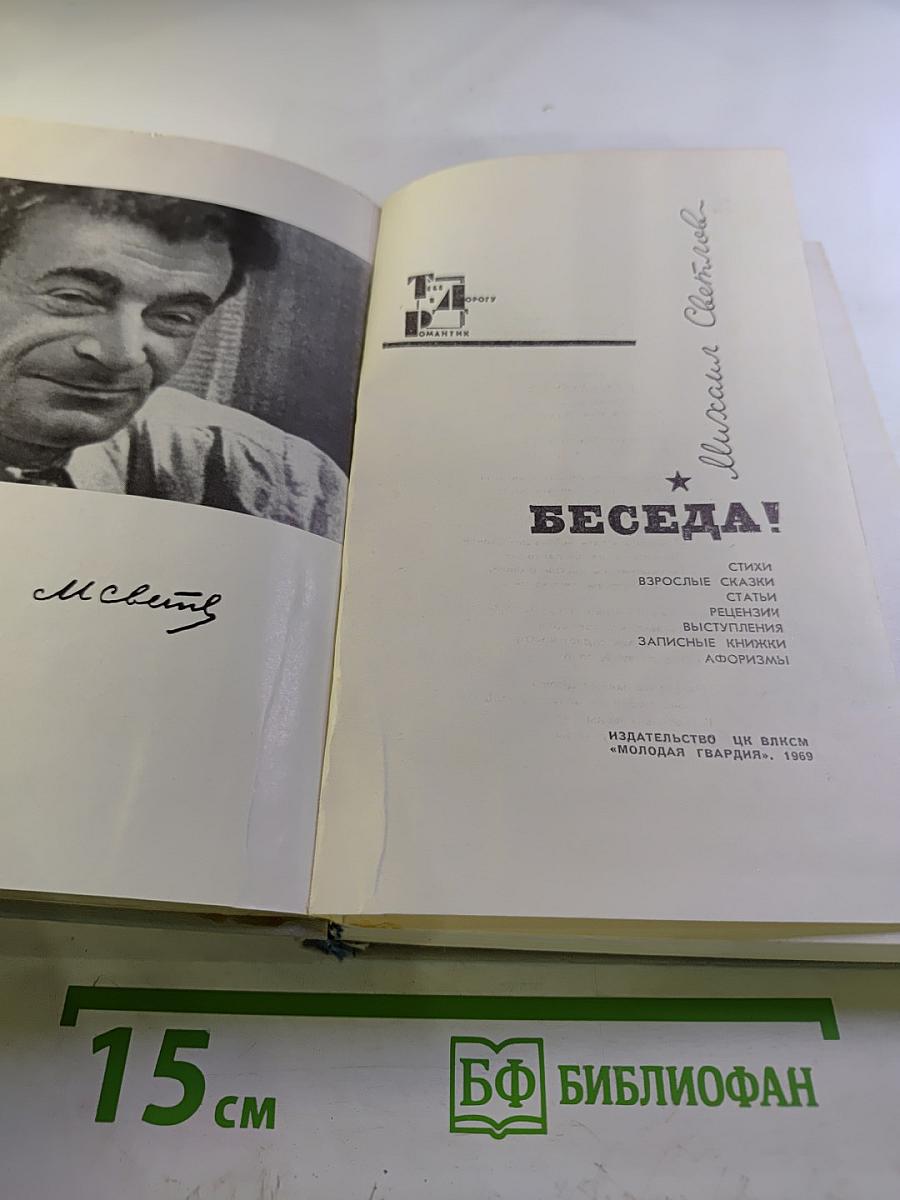 М Светлов
Тебе в Дорогу
Романтик
Михаил Светлов
БЕСЕДА!
СТИХИ
ВЗРОСЛЫЕ СКАЗКИ
СТАТЬИ
РЕЦЕНЗИИ
ВЫСТУПЛЕНИЯ
ЗАПИСНЫЕ КНИЖКИ
АФОРИЗМЫ
ИЗДАТЕЛЬСТВО ЦК ВЛКСМ
«МОЛОДАЯ ГВАРДИЯ». 1969
15 см
БФ БИБЛИОФАН